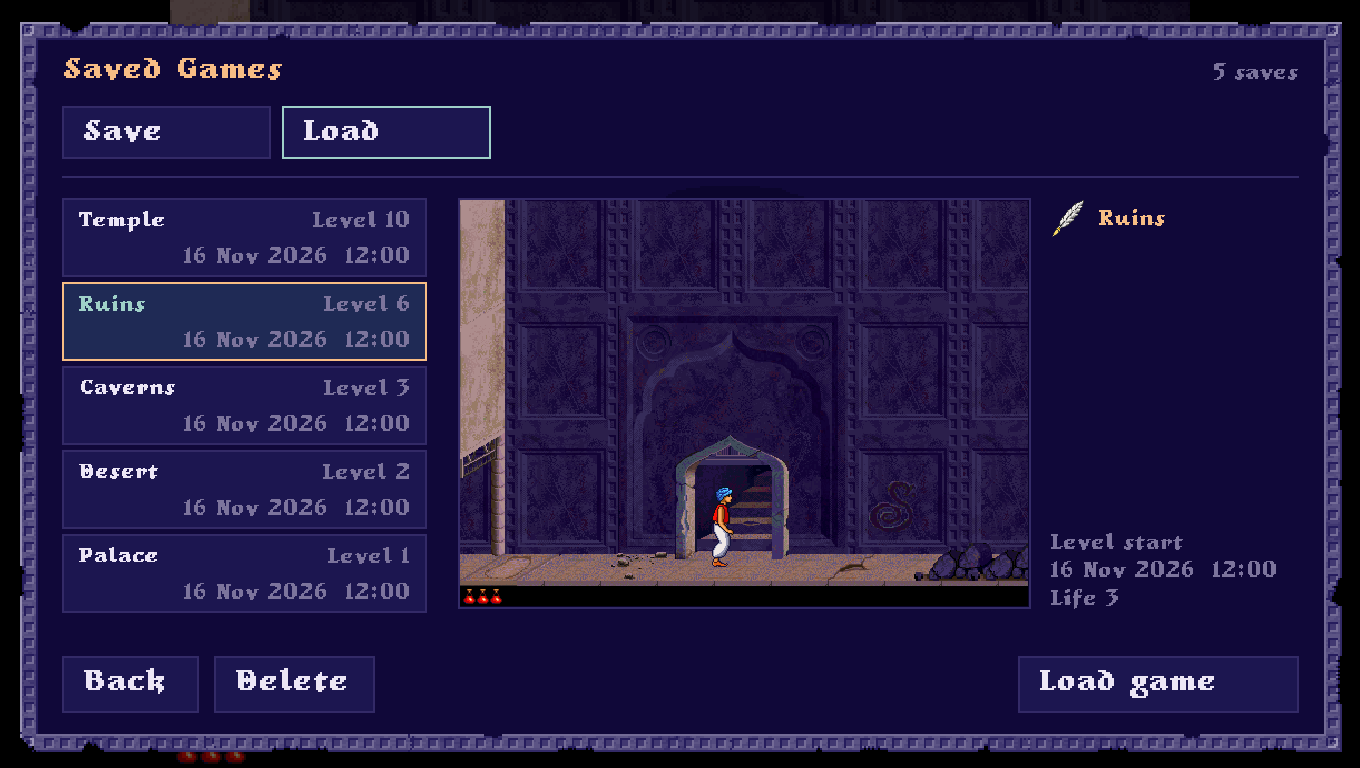 Saved Games
5 saves
Save
Load
Temple Level 10
16 Nov 2026 12:00
Ruins Level 6
16 Nov 2026 12:00
Caverns Level 3
16 Nov 2026 12:00
Desert Level 2
16 Nov 2026 12:00
Palace Level 1
16 Nov 2026 12:00
Ruins
Level start
16 Nov 2026 12:00
Life 3
Back
Delete
Load game